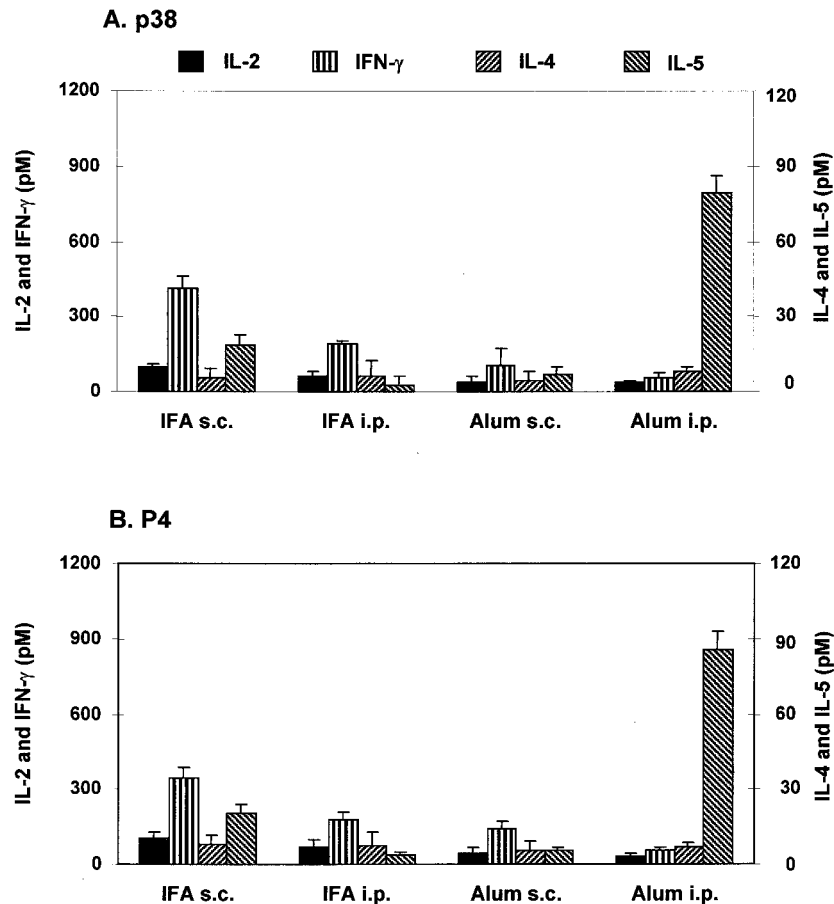 A. p38
IL-2 IFN-γ IL-4 IL-5
1200
900
600
300
0
IL-2 and IFN-γ (pM)
120
90
60
30
0
IL-4 and IL-5 (pM)
IFA s.c. IFA i.p. Alum s.c. Alum i.p.
B. P4
1200
900
600
300
0
IL-2 and IFN-γ (pM)
120
90
60
30
0
IL-4 and IL-5 (pM)
IFA s.c. IFA i.p. Alum s.c. Alum i.p.